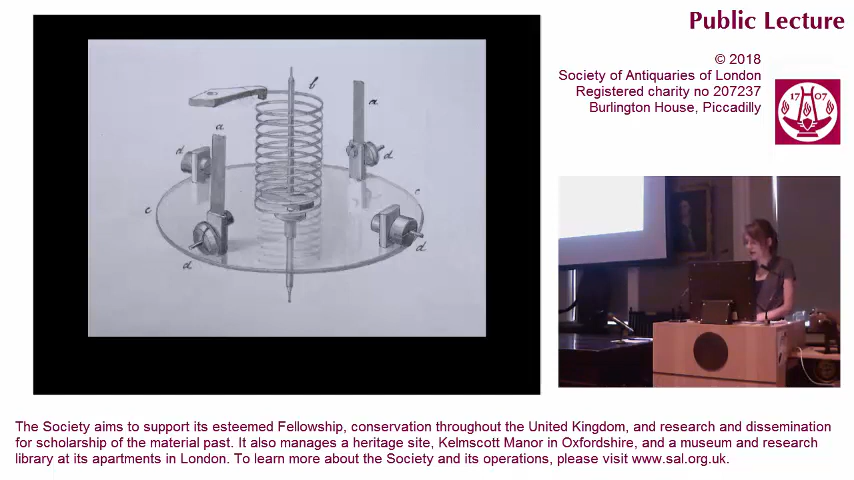 Public Lecture
© 2018
Society of Antiquaries of London
Registered charity no 207237
Burlington House, Piccadilly
17 07
b
a
a
d
d
c
c
d
d
The Society aims to support its esteemed Fellowship, conservation throughout the United Kingdom, and research and dissemination
for scholarship of the material past. It also manages a heritage site, Kelmscott Manor in Oxfordshire, and a museum and research
library at its apartments in London. To learn more about the Society and its operations, please visit www.sal.org.uk.